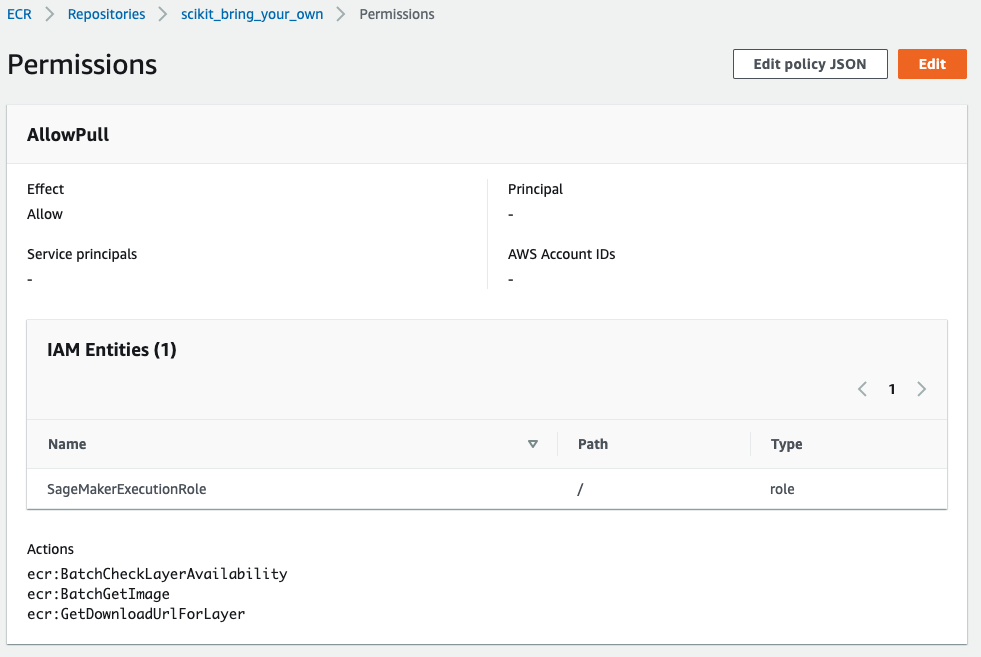 ECR > Repositories > scikit_bring_your_own > Permissions
Permissions
Edit policy JSON
Edit
AllowPull
Effect
Principal
Allow
-
Service principals
AWS Account IDs
-
-
IAM Entities (1)
1
Name
Path
Type
SageMakerExecutionRole
/
role
Actions
ecr:BatchCheckLayerAvailability
ecr:BatchGetImage
ecr:GetDownloadUrlForLayer